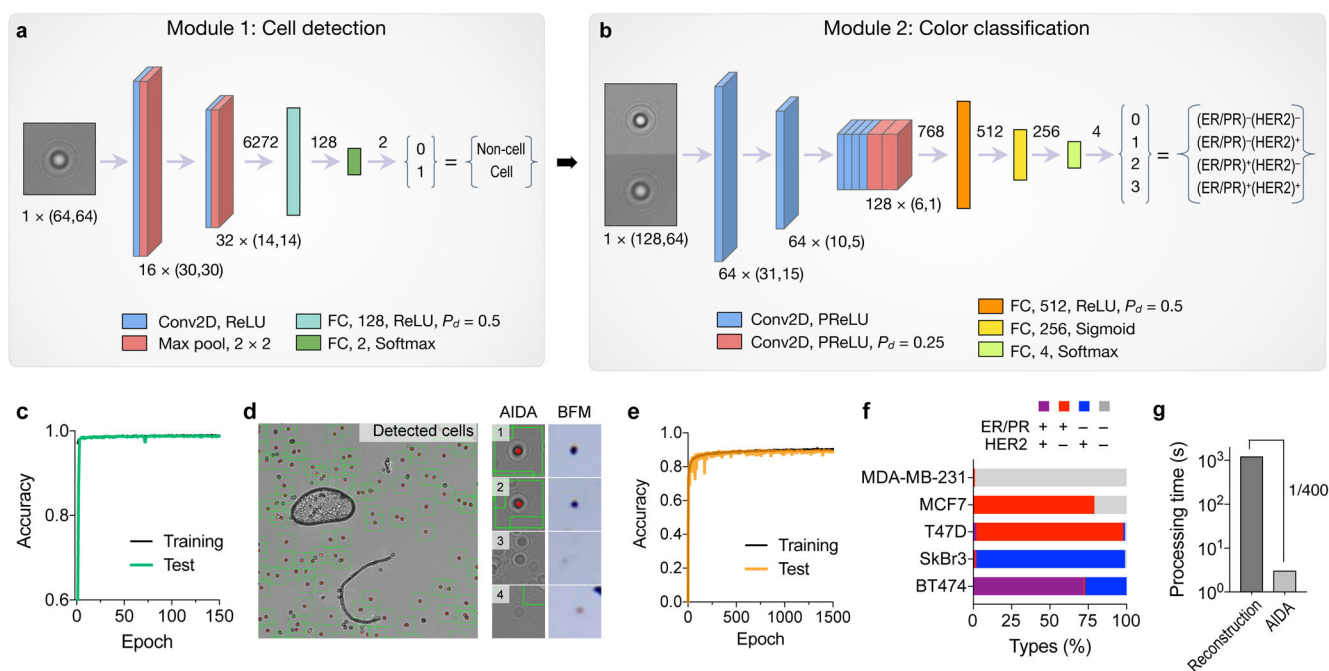 a
Module 1: Cell detection
1 × (64,64)
16 × (30,30)
32 × (14,14)
6272
128
2
0
1
=
Non-cell
Cell
Conv2D, ReLU
Max pool, 2 × 2
FC, 128, ReLU, P_d = 0.5
FC, 2, Softmax
b
Module 2: Color classification
1 × (128,64)
64 × (31,15)
64 × (10,5)
128 × (6,1)
768
512
256
4
0
1
2
3
=
(ER/PR)⁻(HER2)⁻
(ER/PR)⁻(HER2)⁺
(ER/PR)⁺(HER2)⁻
(ER/PR)⁺(HER2)⁺
Conv2D, PReLU
Conv2D, PReLU, P_d = 0.25
FC, 512, ReLU, P_d = 0.5
FC, 256, Sigmoid
FC, 4, Softmax
c
Accuracy
1.0
0.8
0.6
Training
Test
0 50 100 150
Epoch
d
Detected cells
AIDA BFM
1
2
3
4
e
Accuracy
1.0
0.8
0.6
0.4
0.2
0.0
Training
Test
0 500 1000 1500
Epoch
f
ER/PR + + − −
HER2 + − + −
MDA-MB-231
MCF7
T47D
SkBr3
BT474
0 25 50 75 100
Types (%)
g
Processing time (s)
10³
10²
10¹
10⁰
1/400
Reconstruction
AIDA